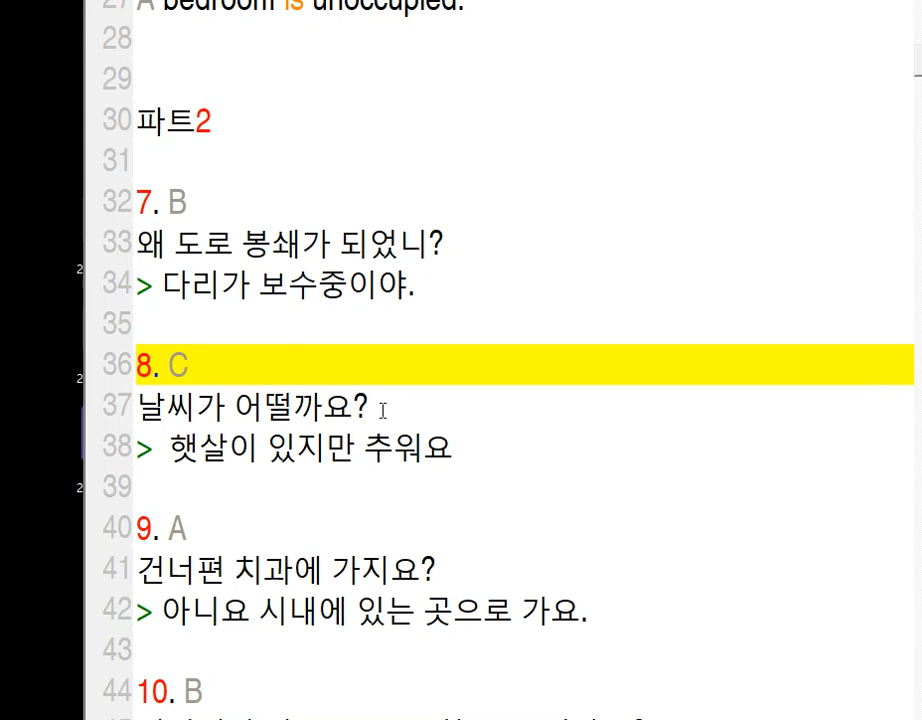 27 A bedroom is unoccupied.
28
29
30 파트2
31
32 7. B
33 왜 도로 봉쇄가 되었니?
34 > 다리가 보수중이야.
35
36 8. C
37 날씨가 어떨까요?
38 > 햇살이 있지만 추워요
39
40 9. A
41 건너편 치과에 가지요?
42 > 아니요 시내에 있는 곳으로 가요.
43
44 10. B
2
2
2